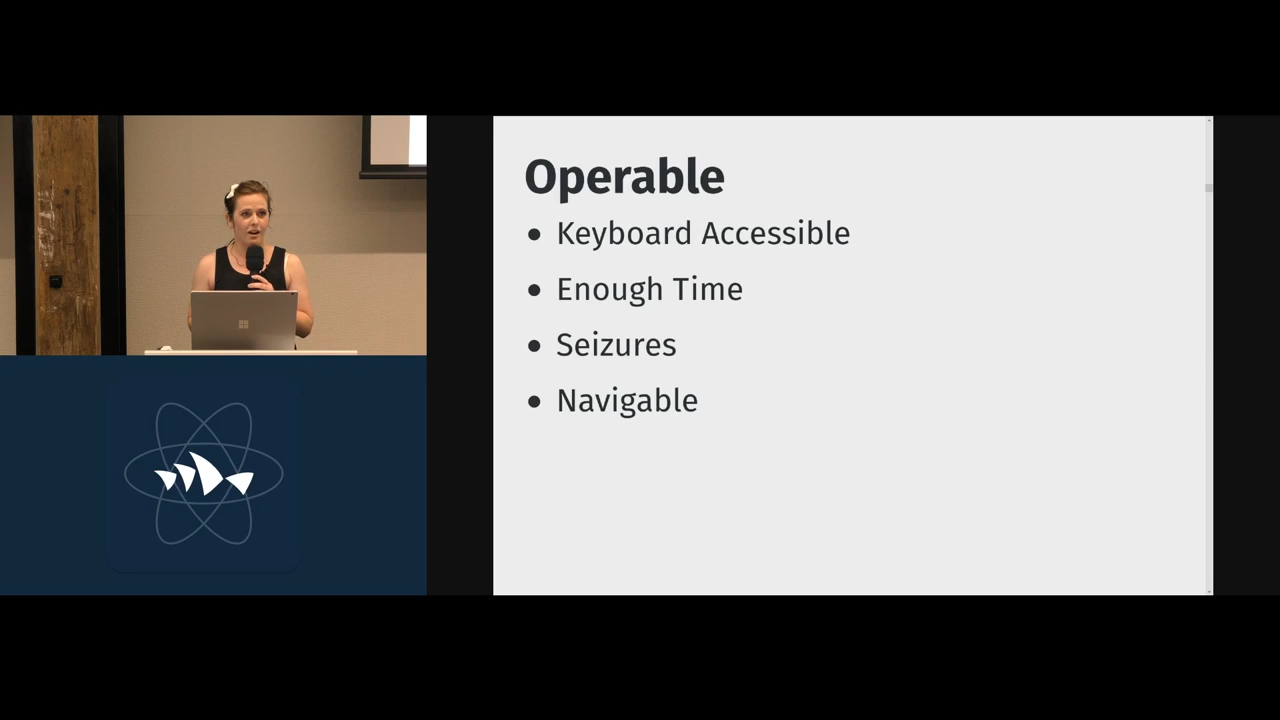 Operable
• Keyboard Accessible
• Enough Time
• Seizures
• Navigable